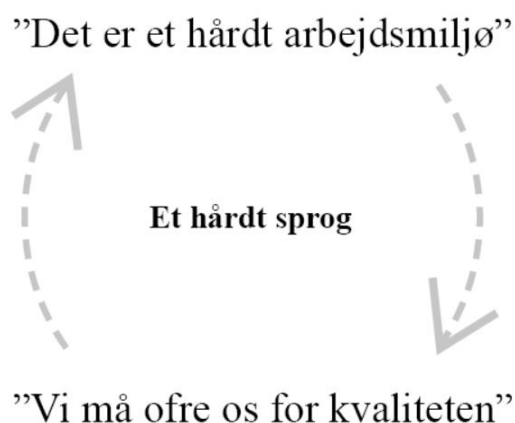 ”Det er et hårdt arbejdsmiljø”
Et hårdt sprog
”Vi må ofre os for kvaliteten”